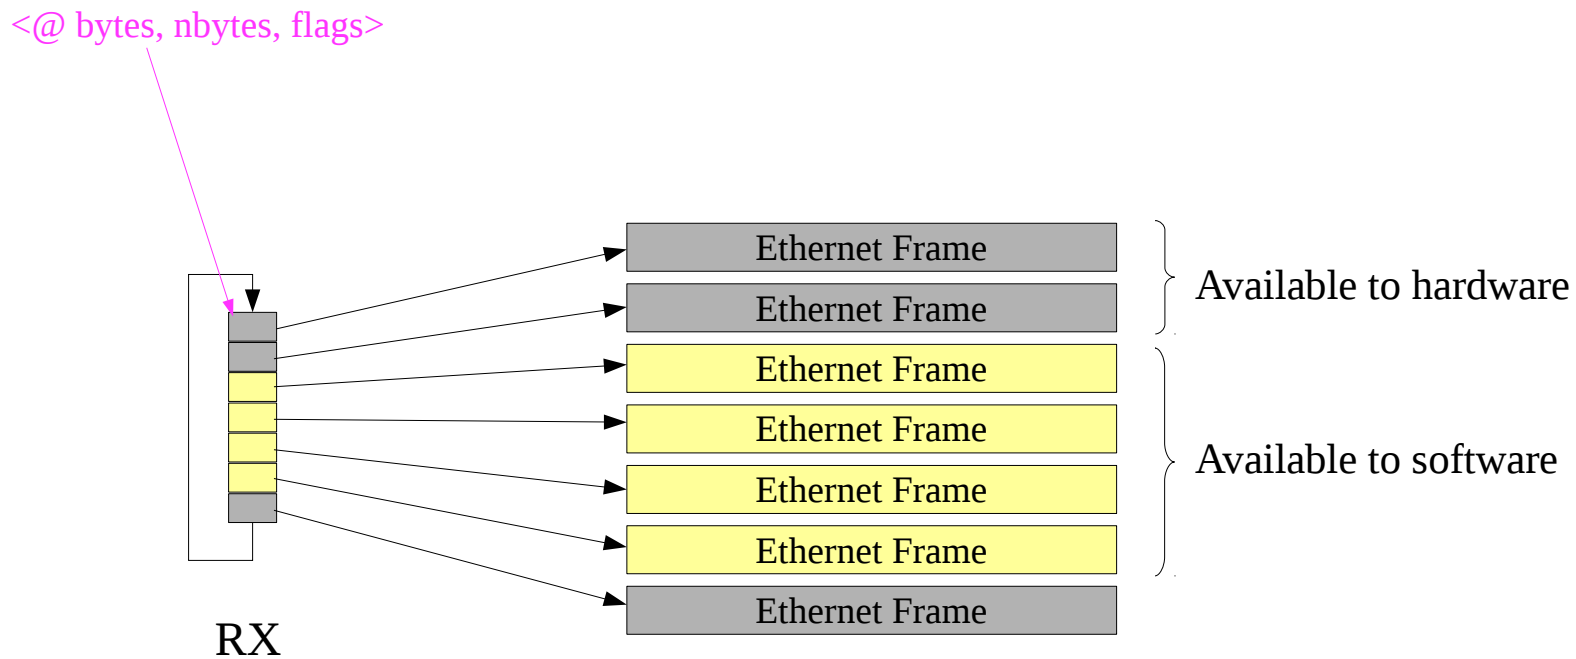 <@ bytes, nbytes, flags>
Ethernet Frame
Ethernet Frame
Available to hardware
Ethernet Frame
Ethernet Frame
Available to software
Ethernet Frame
Ethernet Frame
Ethernet Frame
RX